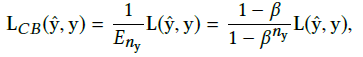 L_{CB}(ŷ, y) = \frac{1}{E_{n_y}} L(ŷ, y) = \frac{1 - β}{1 - β^{n_y}} L(ŷ, y),